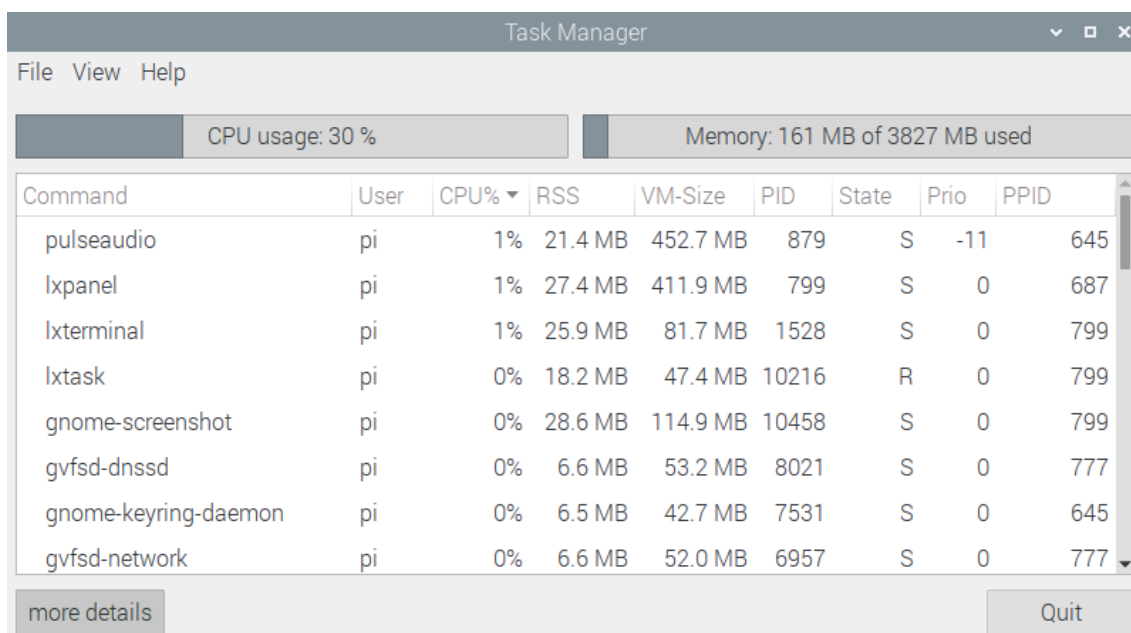 Task Manager
File View Help
CPU usage: 30 % Memory: 161 MB of 3827 MB used
Command User CPU% RSS VM-Size PID State Prio PPID
pulseaudio pi 1% 21.4 MB 452.7 MB 879 S -11 645
lxpanel pi 1% 27.4 MB 411.9 MB 799 S 0 687
lxterminal pi 1% 25.9 MB 81.7 MB 1528 S 0 799
lxtask pi 0% 18.2 MB 47.4 MB 10216 R 0 799
gnome-screenshot pi 0% 28.6 MB 114.9 MB 10458 S 0 799
gvfsd-dnssd pi 0% 6.6 MB 53.2 MB 8021 S 0 777
gnome-keyring-daemon pi 0% 6.5 MB 42.7 MB 7531 S 0 645
gvfsd-network pi 0% 6.6 MB 52.0 MB 6957 S 0 777
more details Quit